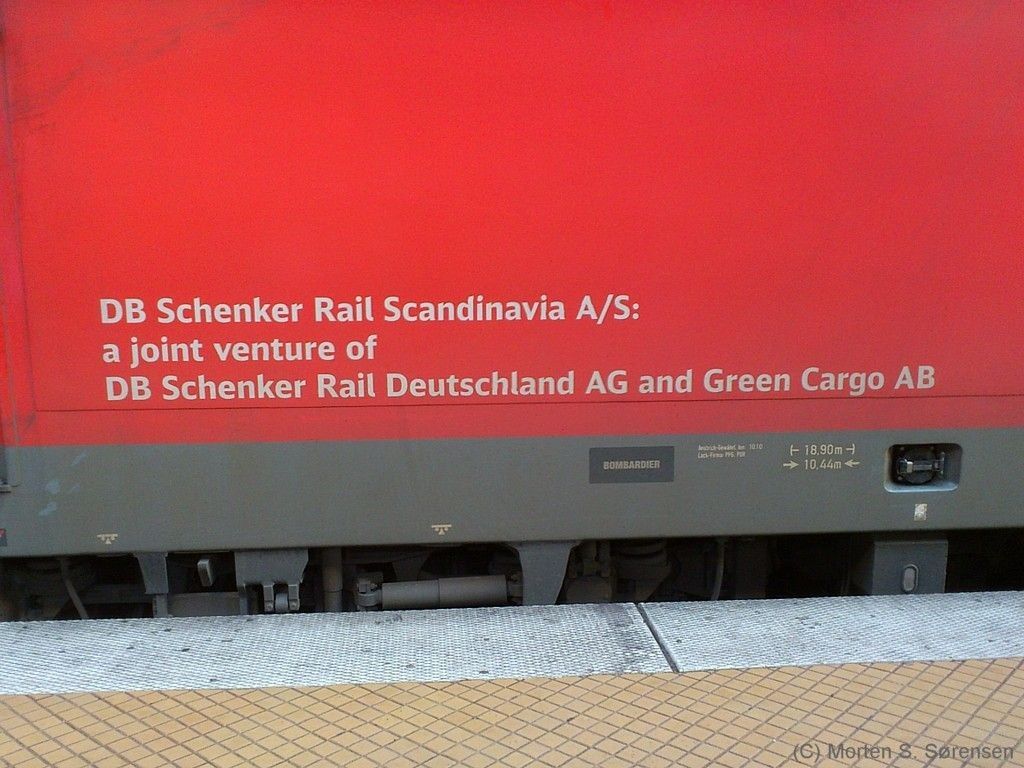 DB Schenker Rail Scandinavia A/S:
a joint venture of
DB Schenker Rail Deutschland AG and Green Cargo AB
BOMBARDIER
18,90m
10,44m
(C) Morten S. Sørensen